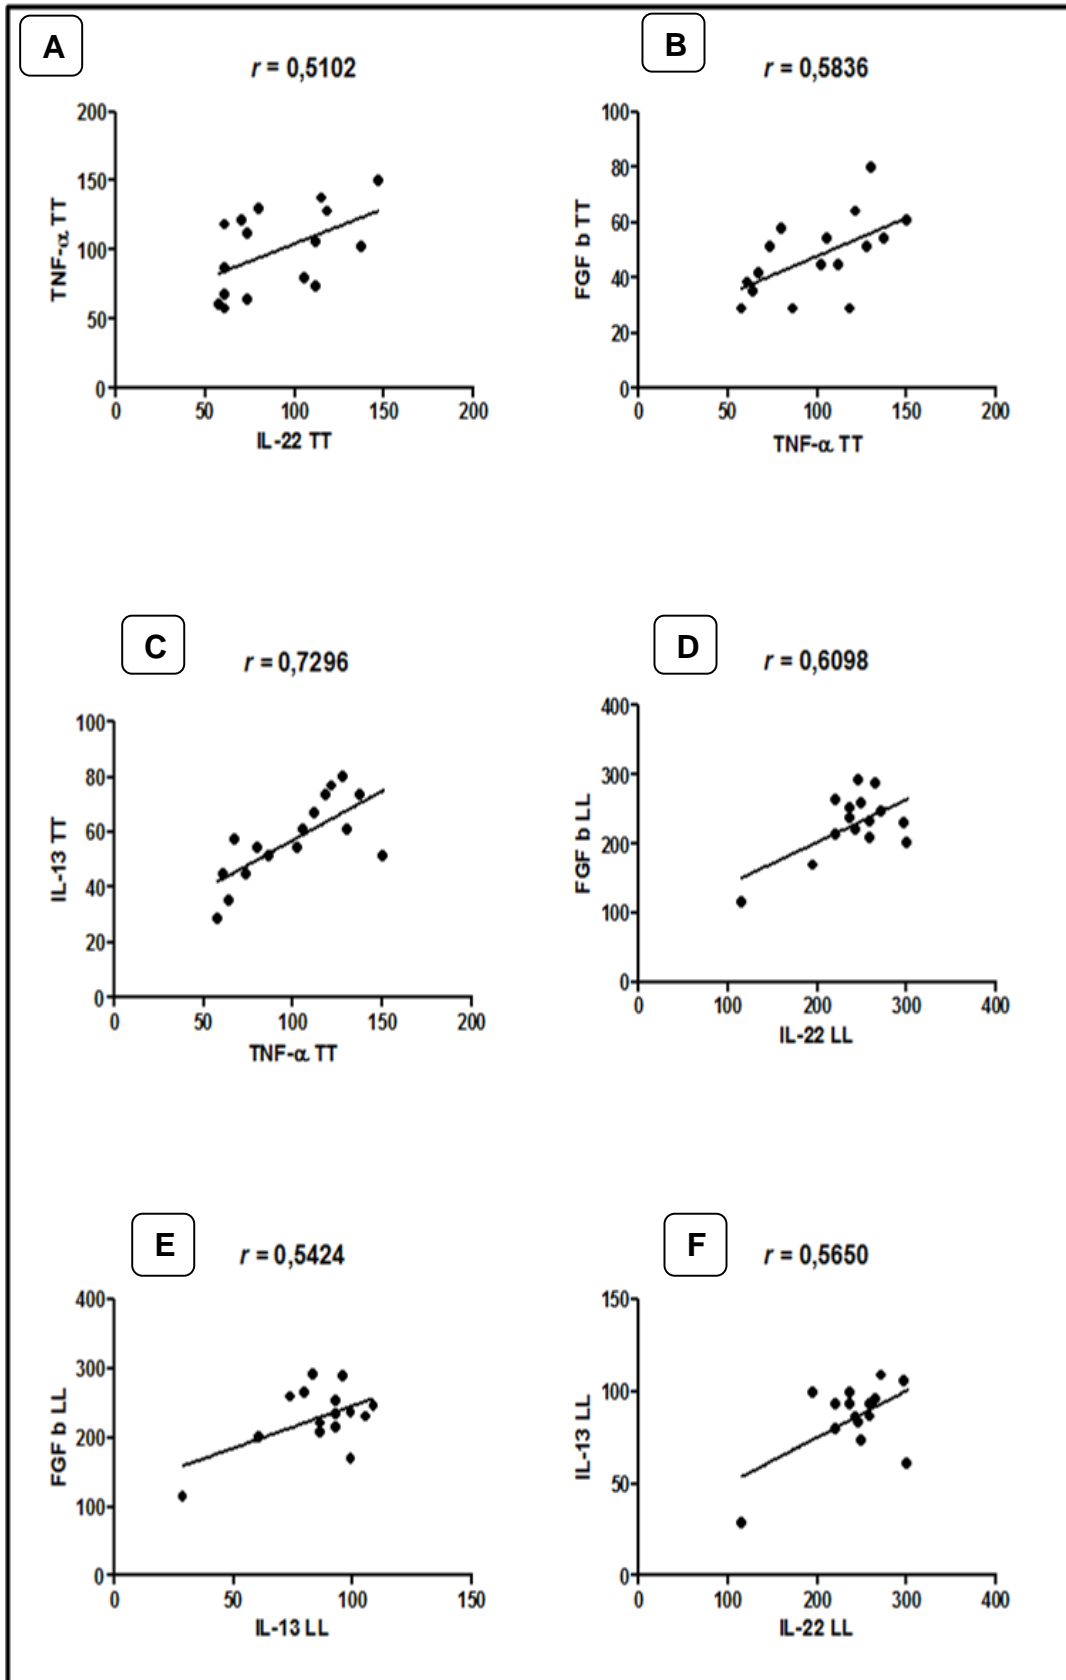 A
r = 0,5102
200
150
100
50
0
TNF-α TT
0 50 100 150 200
IL-22 TT
B
r = 0,5836
100
80
60
40
20
0
FGF b TT
0 50 100 150 200
TNF-α TT
C
r = 0,7296
100
80
60
40
20
0
IL-13 TT
0 50 100 150 200
TNF-α TT
D
r = 0,6098
400
300
200
100
0
FGF b LL
0 100 200 300 400
IL-22 LL
E
r = 0,5424
400
300
200
100
0
FGF b LL
0 50 100 150
IL-13 LL
F
r = 0,5650
150
100
50
0
IL-13 LL
0 100 200 300 400
IL-22 LL